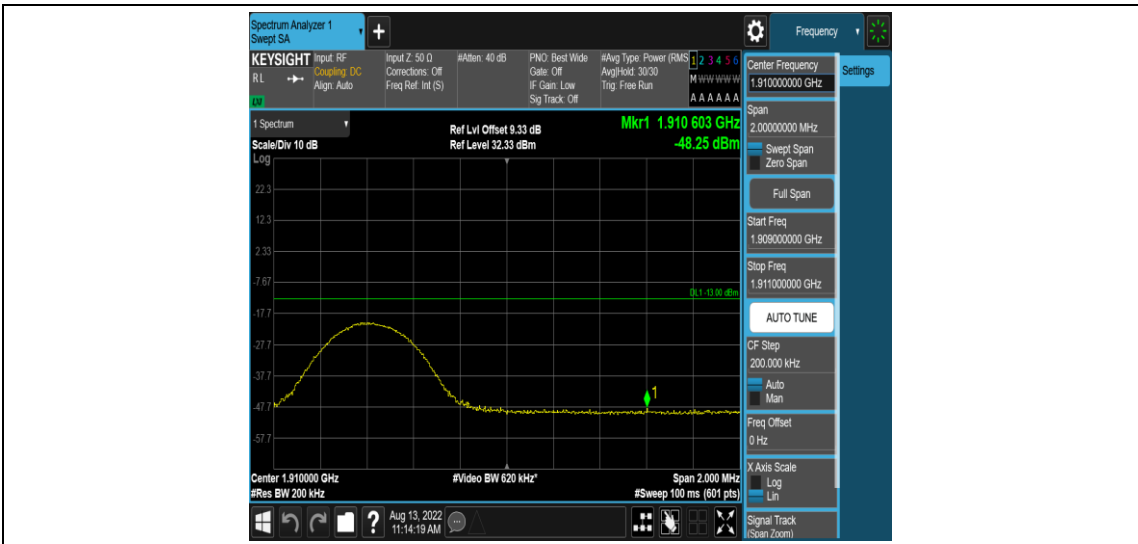 Spectrum Analyzer 1
Swept SA
Frequency
KEYSIGHT
RL
Input: RF
Coupling: DC
Align: Auto
Input Z: 50 Ω
Corrections: Off
Freq Ref: Int (S)
#Atten: 40 dB
PNO: Best Wide
Gate: Off
IF Gain: Low
Sig Track: Off
#Avg Type: Power (RMS
Avg|Hold: 30/30
Trig: Free Run
1 2 3 4 5 6
M W W W W W
A A A A A A
1 Spectrum
Scale/Div 10 dB
Ref Lvl Offset 9.33 dB
Ref Level 32.33 dBm
Mkr1 1.910 603 GHz
-48.25 dBm
Log
22.3
12.3
2.33
-7.67
DL1 -13.00 dBm
-17.7
-27.7
-37.7
1
-47.7
-57.7
Center 1.910000 GHz
#Video BW 620 kHz*
Span 2.000 MHz
#Res BW 200 kHz
#Sweep 100 ms (601 pts)
Center Frequency
1.910000000 GHz
Settings
Span
2.00000000 MHz
Swept Span
Zero Span
Full Span
Start Freq
1.909000000 GHz
Stop Freq
1.911000000 GHz
AUTO TUNE
CF Step
200.000 kHz
Auto
Man
Freq Offset
0 Hz
X Axis Scale
Log
Lin
Signal Track
(Span Zoom)
?
Aug 13, 2022
11:14:19 AM